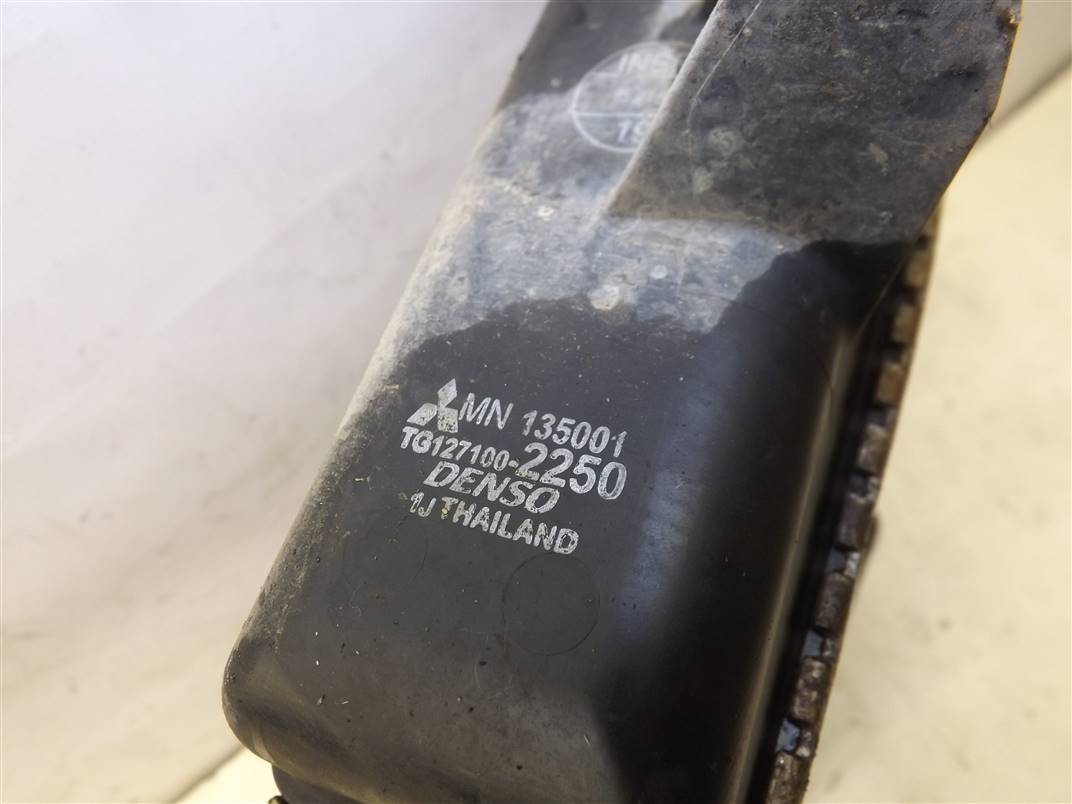 MN 135001
TG127100-2250
DENSO
1J THAILAND